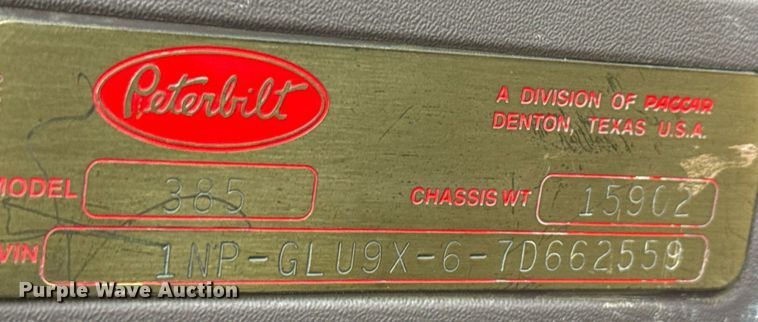 Peterbilt
A DIVISION OF PACCAR
DENTON, TEXAS U.S.A.
MODEL 385 CHASSIS WT 15902
VIN 1NP-GLU9X-6-7D662559
Purple Wave Auction